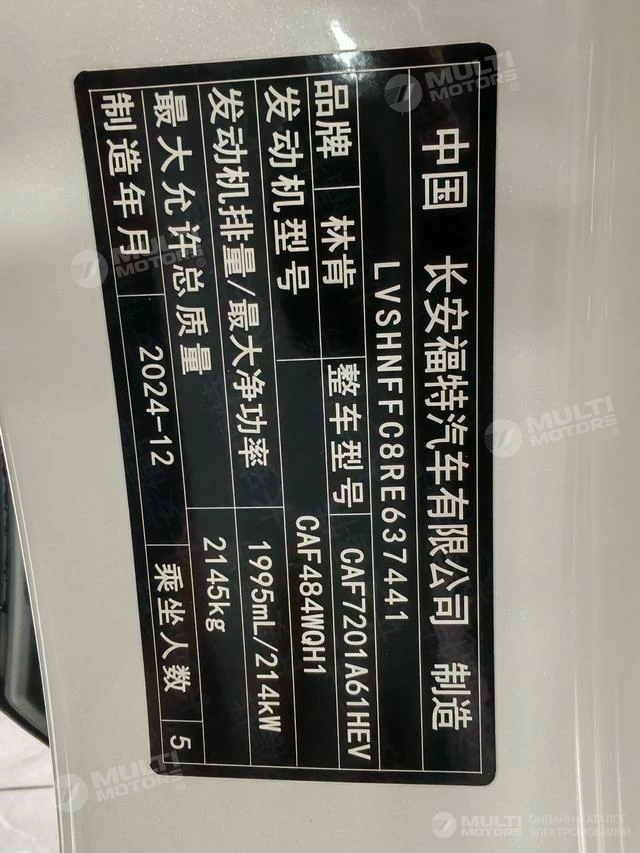 中国 长安福特汽车有限公司 制造
LVSHNFFC8RE637441
品牌 林肯 整车型号 CAF7201A61HEV
发动机型号 CAF484WQH1
发动机排量/最大净功率 1995mL/214kW
最大允许总质量 2145kg
制造年月 2024-12 乘坐人数 5
MULTI MOTORS®
MULTI MOTORS®
MULTI MOTORS®
MULTI MOTORS®
MULTI MOTORS ОНЛАЙН-КАТАЛОГ ЭЛЕКТРОМОБИЛЕЙ